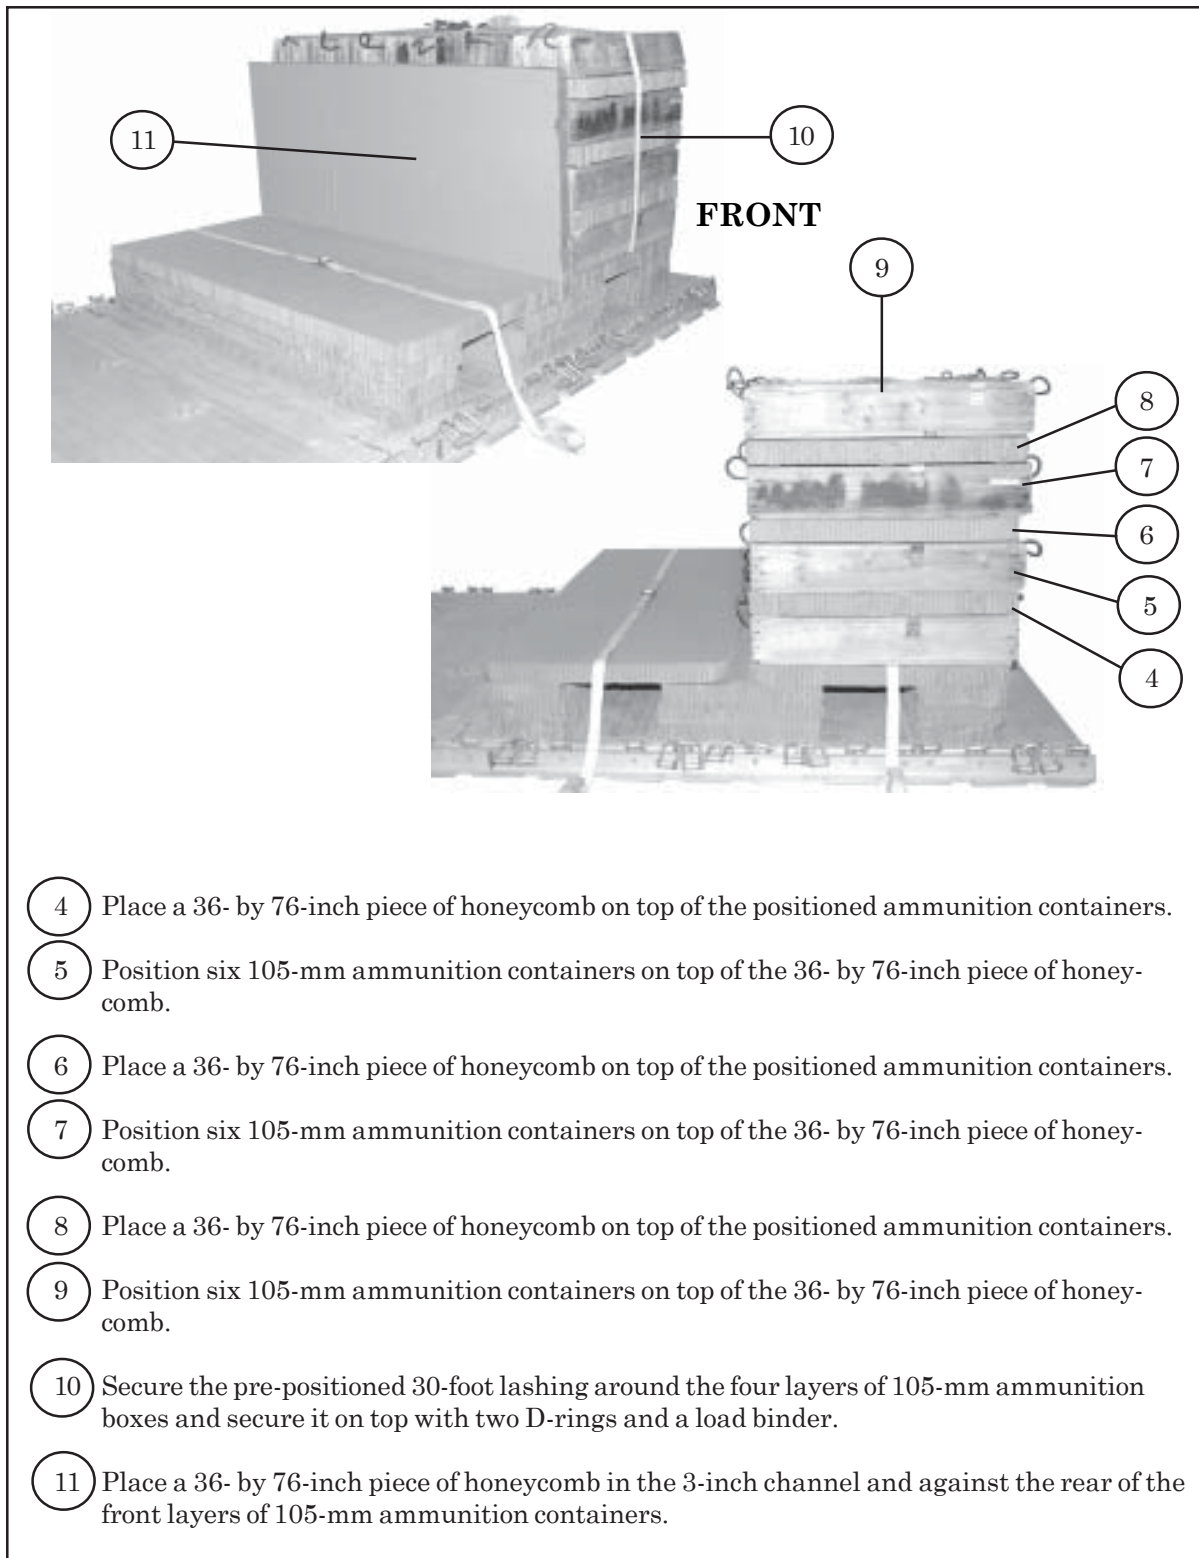 11
10
FRONT
9
8
7
6
5
4
4 Place a 36- by 76-inch piece of honeycomb on top of the positioned ammunition containers.
5 Position six 105-mm ammunition containers on top of the 36- by 76-inch piece of honey-
comb.
6 Place a 36- by 76-inch piece of honeycomb on top of the positioned ammunition containers.
7 Position six 105-mm ammunition containers on top of the 36- by 76-inch piece of honey-
comb.
8 Place a 36- by 76-inch piece of honeycomb on top of the positioned ammunition containers.
9 Position six 105-mm ammunition containers on top of the 36- by 76-inch piece of honey-
comb.
10 Secure the pre-positioned 30-foot lashing around the four layers of 105-mm ammunition
boxes and secure it on top with two D-rings and a load binder.
11 Place a 36- by 76-inch piece of honeycomb in the 3-inch channel and against the rear of the
front layers of 105-mm ammunition containers.